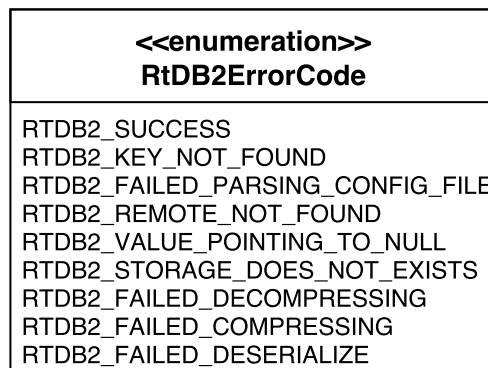 <<enumeration>>
RtDB2ErrorCode
RTDB2_SUCCESS
RTDB2_KEY_NOT_FOUND
RTDB2_FAILED_PARSING_CONFIG_FILE
RTDB2_REMOTE_NOT_FOUND
RTDB2_VALUE_POINTING_TO_NULL
RTDB2_STORAGE_DOES_NOT_EXISTS
RTDB2_FAILED_DECOMPRESSING
RTDB2_FAILED_COMPRESSING
RTDB2_FAILED_DESERIALIZE